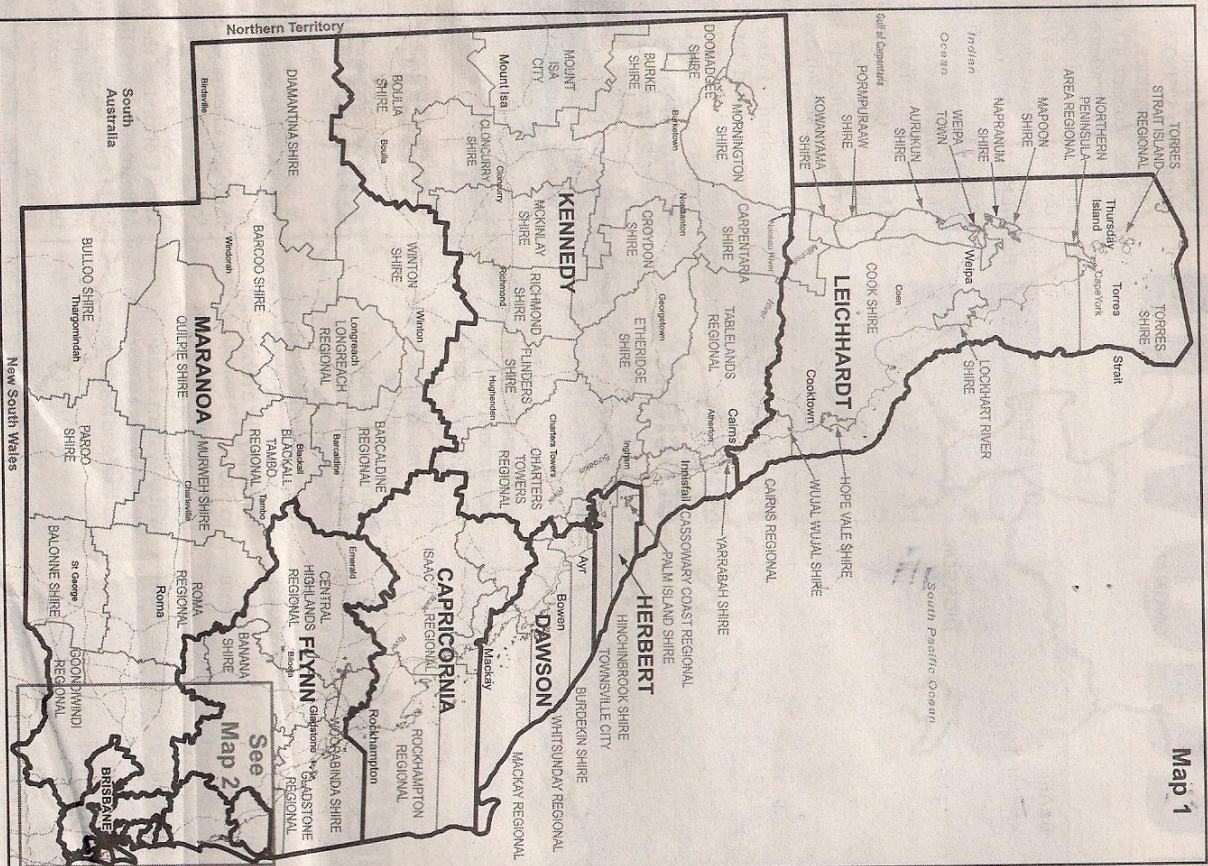 Map 1
TORRES
STRAIT ISLAND
REGIONAL
NORTHERN
PENINSULA
AREA REGIONAL
MAPOON
SHIRE
NAPRANUM
SHIRE
WEIPA
TOWN
AURUKUN
SHIRE
PORMPURAAW
SHIRE
KOWANYAMA
SHIRE
Indian
Ocean
Gulf of Carpentaria
Thursday
Island
Cape York
Torres
Strait
TORRES
SHIRE
Weipa
LOCKHART RIVER
SHIRE
Coen
COOK SHIRE
LEICHHARDT
Cooktown
HOPE VALE SHIRE
WUJAL WUJAL SHIRE
CAIRNS REGIONAL
YARRABAH SHIRE
CASSOWARY COAST REGIONAL
PALM ISLAND SHIRE
HERBERT
HINCHINBROOK SHIRE
TOWNSVILLE CITY
BURDEKIN SHIRE
WHITSUNDAY REGIONAL
MACKAY REGIONAL
South Pacific Ocean
Northern Territory
DOOMADGEE
SHIRE
MORNINGTON
SHIRE
BURKE
SHIRE
Burketown
Normanton
CARPENTARIA
SHIRE
Nassau River
CROYDON
SHIRE
Georgetown
ETHERIDGE
SHIRE
TABLELANDS
REGIONAL
Cairns
Atherton
Innisfail
Ingham
MOUNT
ISA
CITY
Mount Isa
CLONCURRY
SHIRE
Cloncurry
KENNEDY
MCKINLAY
SHIRE
RICHMOND
SHIRE
Richmond
FLINDERS
SHIRE
Hughenden
Charters Towers
CHARTERS
TOWERS
REGIONAL
Burdekin
Ayr
Bowen
DAWSON
Mackay
BOULIA
SHIRE
Boulia
WINTON
SHIRE
Winton
DIAMANTINA SHIRE
Birdsville
Longreach
LONGREACH
REGIONAL
BARCALDINE
REGIONAL
Barcaldine
Blackall
BLACKALL
TAMBO
REGIONAL
Tambo
BARCOO SHIRE
Windorah
CAPRICORNIA
ISAAC
REGIONAL
ROCKHAMPTON
REGIONAL
Rockhampton
Emerald
CENTRAL
HIGHLANDS
REGIONAL
FLYNN
WOORABINDA SHIRE
Gladstone
GLADSTONE
REGIONAL
Biloela
BANANA
SHIRE
South
Australia
MARANOA
QUILPIE SHIRE
MURWEH SHIRE
Charleville
ROMA
REGIONAL
Roma
BULLOO SHIRE
Thargomindah
PAROO
SHIRE
BALONNE SHIRE
St George
GOONDIWINDI
REGIONAL
See
Map 2
BRISBANE
New South Wales